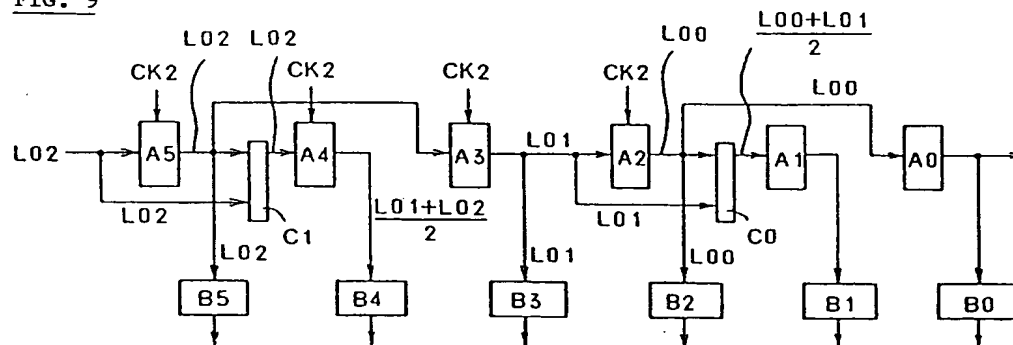 FIG. 9
L02 L02 L00 L00+L01
2
CK2 CK2 CK2 CK2 L00
L02 A5 A4 A3 L01 A2 A1 A0
L02 C1 L01+L02
2 L01 C0
L02 L01 L00
B5 B4 B3 B2 B1 B0